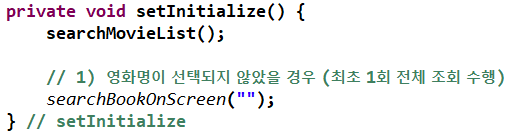 private void setInitialize() {
searchMovieList();
// 1) 영화명이 선택되지 않았을 경우 (최초 1회 전체 조회 수행)
searchBookOnScreen("");
} // setInitialize